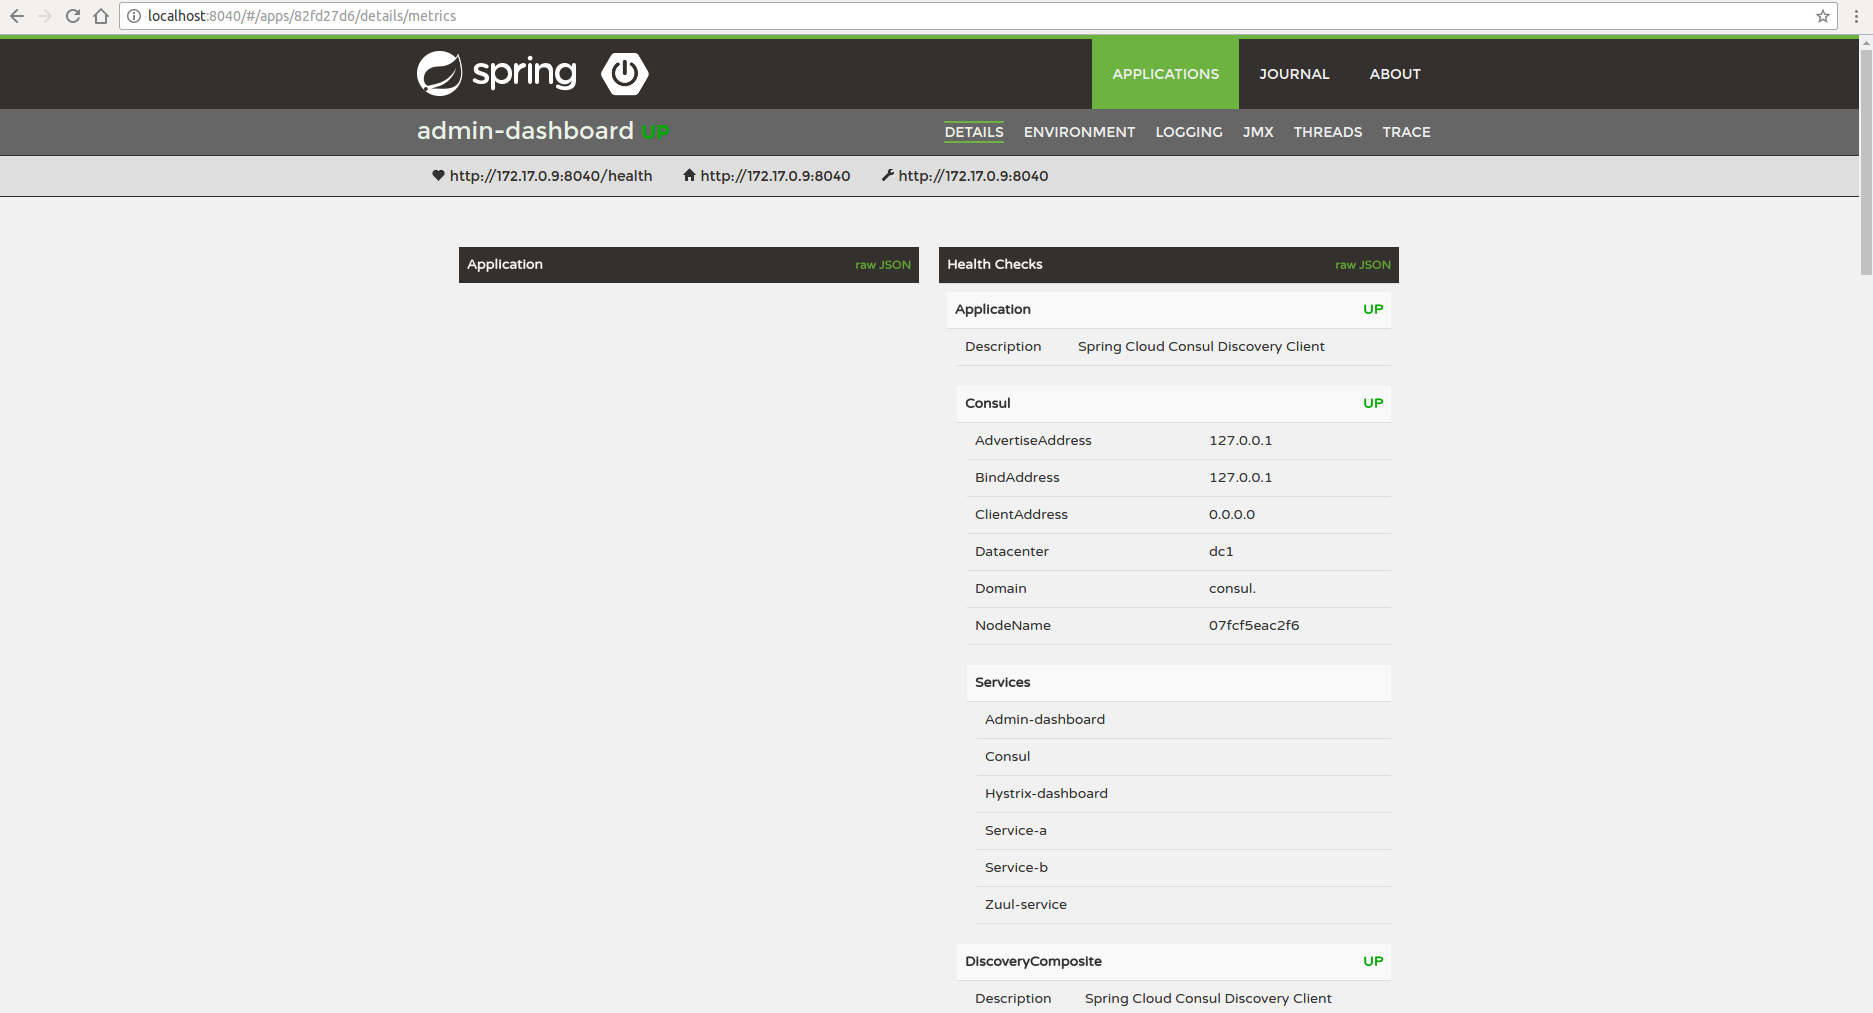 localhost:8040/#/apps/82fd27d6/details/metrics
spring
APPLICATIONS JOURNAL ABOUT
admin-dashboard UP
DETAILS ENVIRONMENT LOGGING JMX THREADS TRACE
http://172.17.0.9:8040/health http://172.17.0.9:8040 http://172.17.0.9:8040
Application raw JSON
Health Checks raw JSON
Application UP
Description Spring Cloud Consul Discovery Client
Consul UP
AdvertiseAddress 127.0.0.1
BindAddress 127.0.0.1
ClientAddress 0.0.0.0
Datacenter dc1
Domain consul.
NodeName 07fcf5eac2f6
Services
Admin-dashboard
Consul
Hystrix-dashboard
Service-a
Service-b
Zuul-service
DiscoveryComposite UP
Description Spring Cloud Consul Discovery Client